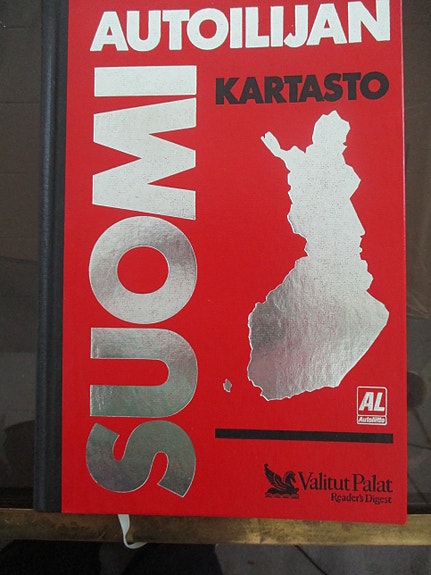 AUTOILIJAN
KARTASTO
SUOMI
AL
Autoliitto
Valitut Palat
Reader's Digest